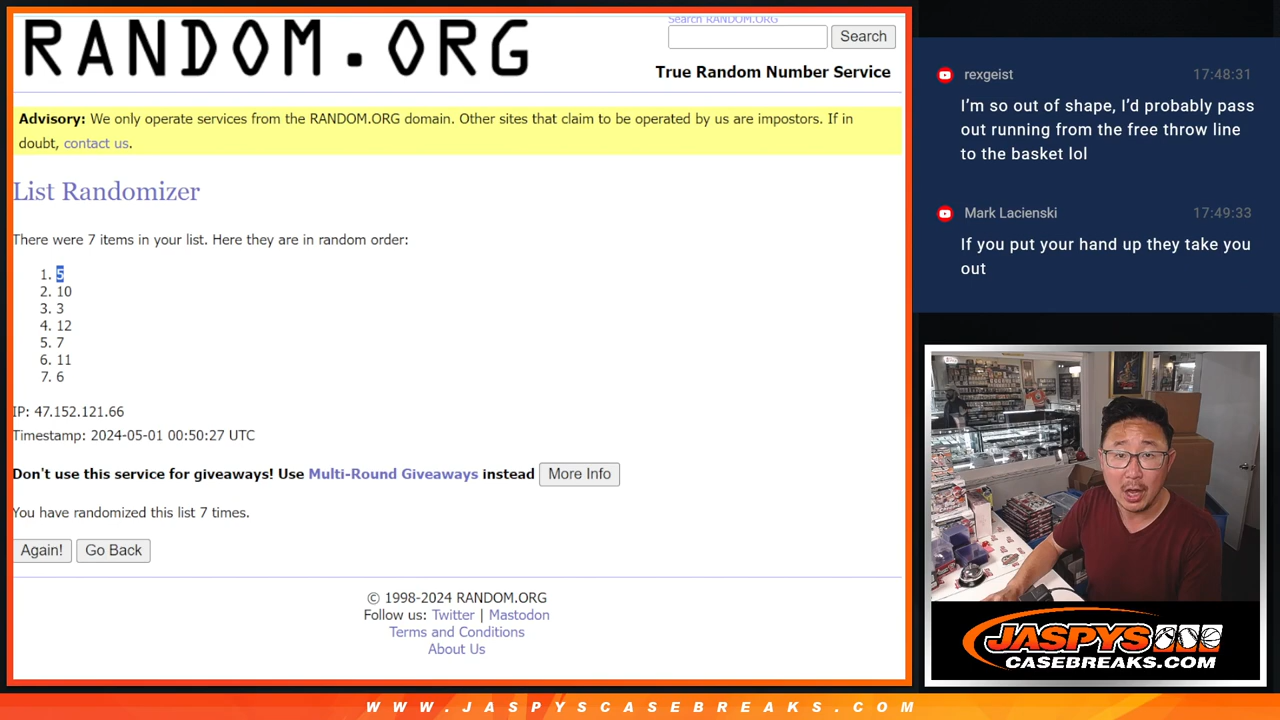 RANDOM.ORG
Search RANDOM.ORG
Search
True Random Number Service
Advisory: We only operate services from the RANDOM.ORG domain. Other sites that claim to be operated by us are impostors. If in
doubt, contact us.
List Randomizer
There were 7 items in your list. Here they are in random order:
1. 5
2. 10
3. 3
4. 12
5. 7
6. 11
7. 6
IP: 47.152.121.66
Timestamp: 2024-05-01 00:50:27 UTC
Don't use this service for giveaways! Use Multi-Round Giveaways instead More Info
You have randomized this list 7 times.
Again! Go Back
© 1998-2024 RANDOM.ORG
Follow us: Twitter | Mastodon
Terms and Conditions
About Us
rexgeist 17:48:31
I’m so out of shape, I’d probably pass
out running from the free throw line
to the basket lol
Mark Lacienski 17:49:33
If you put your hand up they take you
out
JASPYS
CASEBREAKS.COM
WWW.JASPYSCASEBREAKS.COM